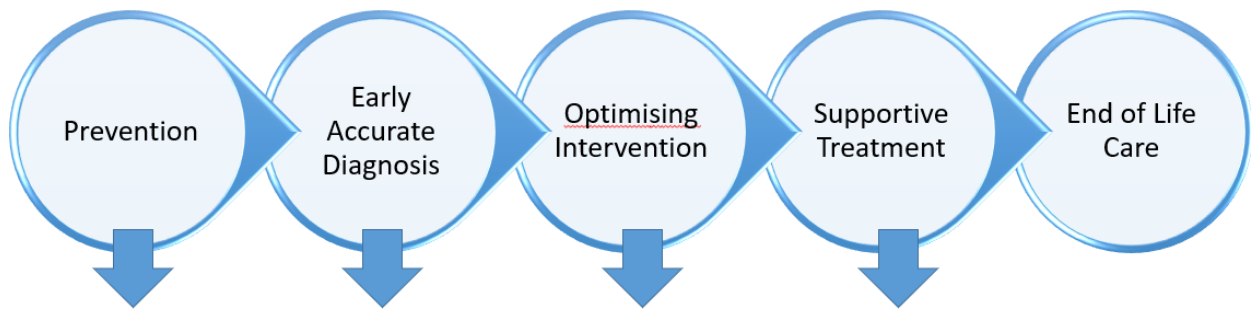 Prevention
Early
Accurate
Diagnosis
Optimising
Intervention
Supportive
Treatment
End of Life
Care